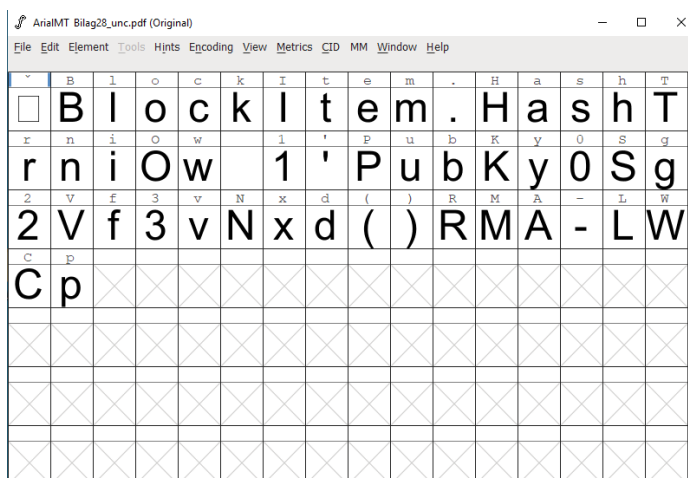 ArialMT Bilag28_unc.pdf (Original)
File Edit Element Tools Hints Encoding View Metrics CID MM Window Help
B l o c k I t e m . H a s h T
B l o c k I t e m . H a s h T
r n i O w 1 ' P u b K y 0 S g
r n i O w 1 ' P u b K y 0 S g
2 V f 3 v N x d ( ) R M A - L W
2 V f 3 v N x d ( ) R M A - L W
C p
C p